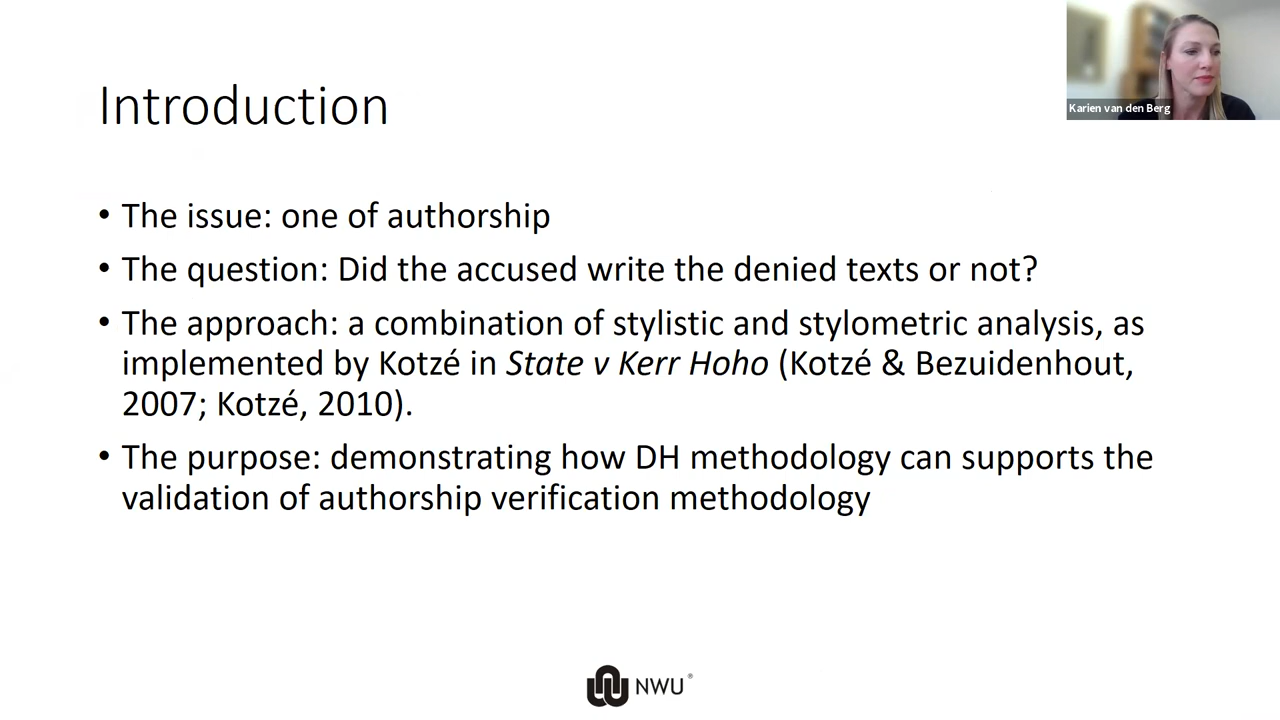 Karien van den Berg
Introduction
• The issue: one of authorship
• The question: Did the accused write the denied texts or not?
• The approach: a combination of stylistic and stylometric analysis, as
implemented by Kotzé in State v Kerr Hoho (Kotzé & Bezuidenhout,
2007; Kotzé, 2010).
• The purpose: demonstrating how DH methodology can supports the
validation of authorship verification methodology
NWU®